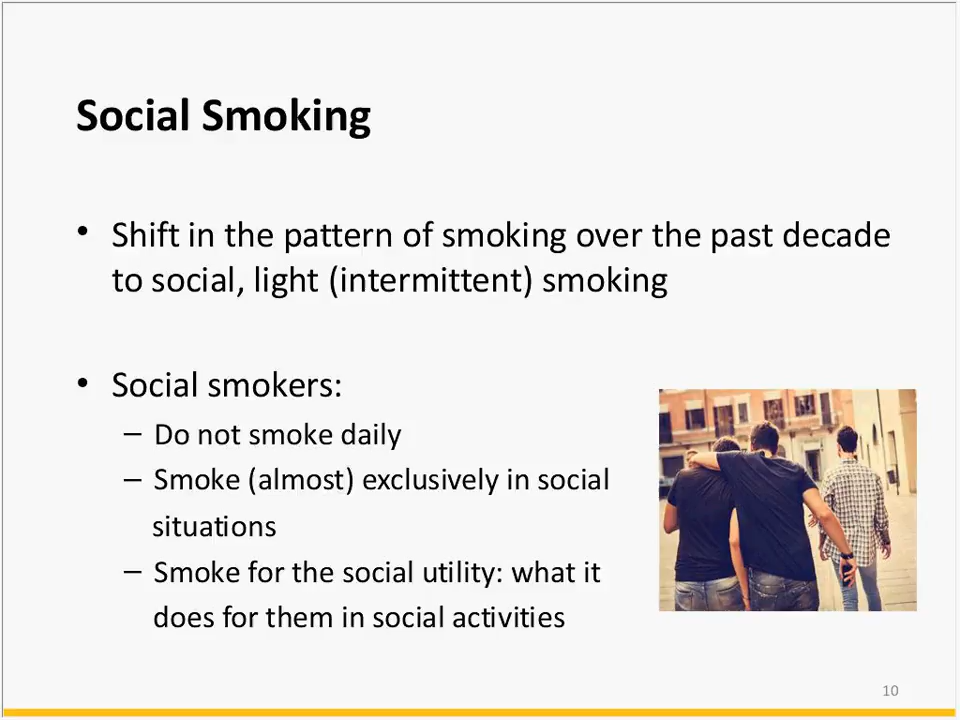 Social Smoking
• Shift in the pattern of smoking over the past decade
to social, light (intermittent) smoking
• Social smokers:
– Do not smoke daily
– Smoke (almost) exclusively in social
situations
– Smoke for the social utility: what it
does for them in social activities
10